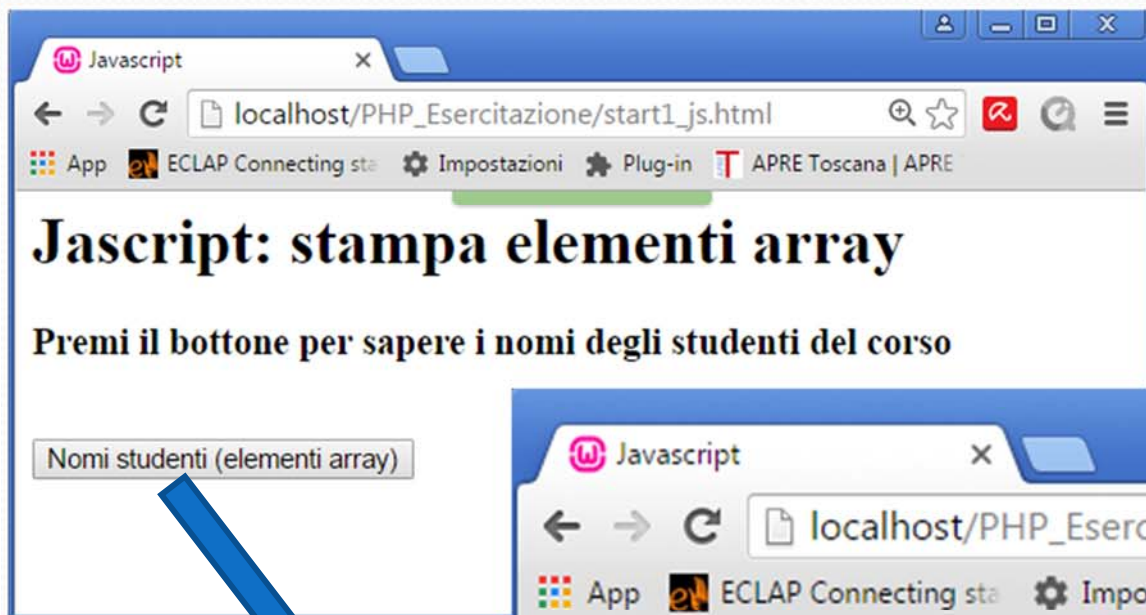 Javascript
localhost/PHP_Esercitazione/start1_js.html
App ECLAP Connecting sta Impostazioni Plug-in APRE Toscana | APRE
Jascript: stampa elementi array
Premi il bottone per sapere i nomi degli studenti del corso
Nomi studenti (elementi array)
Javascript
localhost/PHP_Eserc
App ECLAP Connecting sta Impo